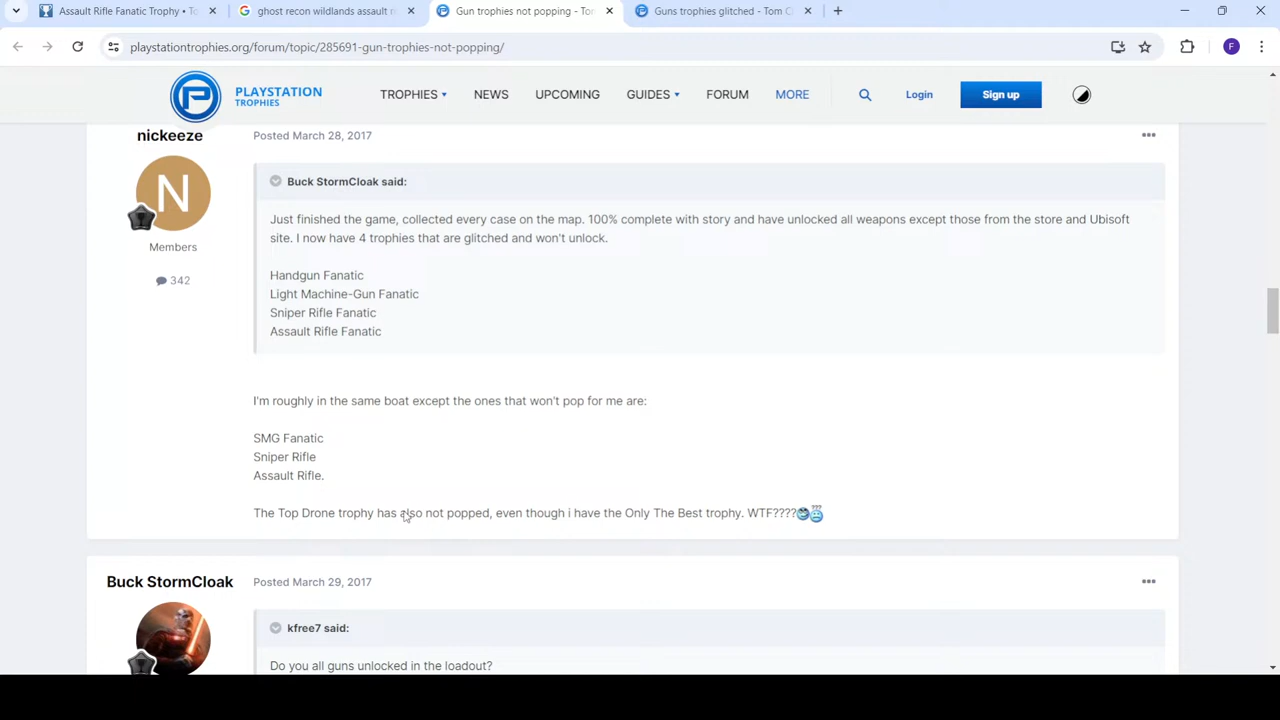 Assault Rifle Fanatic Trophy • T
ghost recon wildlands assault r
Gun trophies not popping - To
Guns trophies glitched - Tom C
playstationtrophies.org/forum/topic/285691-gun-trophies-not-popping/
F
PLAYSTATION
TROPHIES
TROPHIES
NEWS
UPCOMING
GUIDES
FORUM
MORE
Login
Sign up
nickeeze
Posted March 28, 2017
N
Members
342
Buck StormCloak said:
Just finished the game, collected every case on the map. 100% complete with story and have unlocked all weapons except those from the store and Ubisoft
site. I now have 4 trophies that are glitched and won't unlock.
Handgun Fanatic
Light Machine-Gun Fanatic
Sniper Rifle Fanatic
Assault Rifle Fanatic
I'm roughly in the same boat except the ones that won't pop for me are:
SMG Fanatic
Sniper Rifle
Assault Rifle.
The Top Drone trophy has also not popped, even though i have the Only The Best trophy. WTF????
Buck StormCloak
Posted March 29, 2017
kfree7 said:
Do you all guns unlocked in the loadout?